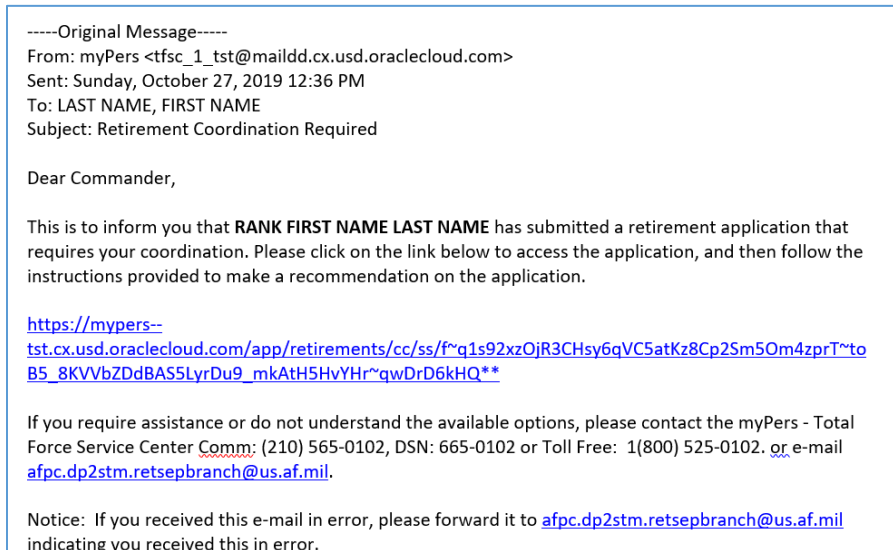 -----Original Message-----
From: myPers <tfsc_1_tst@maildd.cx.usd.oraclecloud.com>
Sent: Sunday, October 27, 2019 12:36 PM
To: LAST NAME, FIRST NAME
Subject: Retirement Coordination Required
Dear Commander,
This is to inform you that RANK FIRST NAME LAST NAME has submitted a retirement application that
requires your coordination. Please click on the link below to access the application, and then follow the
instructions provided to make a recommendation on the application.
https://mypers--
tst.cx.usd.oraclecloud.com/app/retirements/cc/ss/f~q1s92xzOjR3CHsy6qVC5atKz8Cp2Sm5Om4zprT~to
B5_8KVVbZDdBAS5LyrDu9_mkAtH5HvYHr~qwDrD6kHQ**
If you require assistance or do not understand the available options, please contact the myPers - Total
Force Service Center Comm: (210) 565-0102, DSN: 665-0102 or Toll Free:  1(800) 525-0102. or e-mail
afpc.dp2stm.retsepbranch@us.af.mil.
Notice:  If you received this e-mail in error, please forward it to afpc.dp2stm.retsepbranch@us.af.mil
indicating you received this in error.